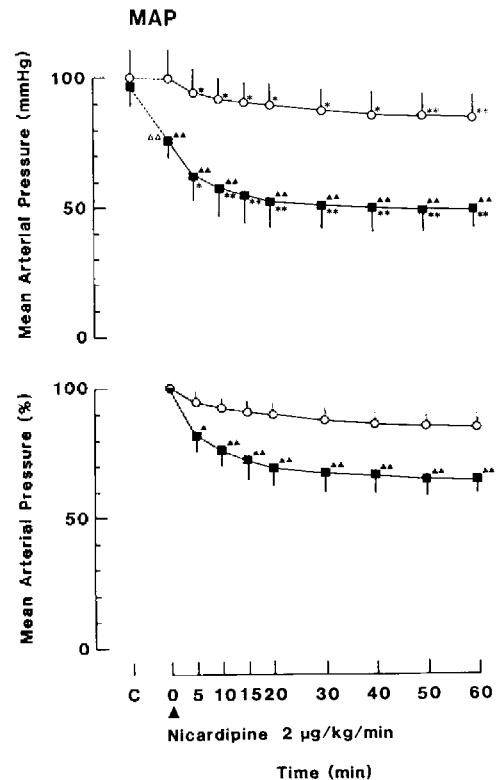 MAP
Mean Arterial Pressure (mmHg)
100
50
0
Mean Arterial Pressure (%)
100
50
0
C 0 5 10 15 20 30 40 50 60
Nicardipine 2 µg/kg/min
Time (min)